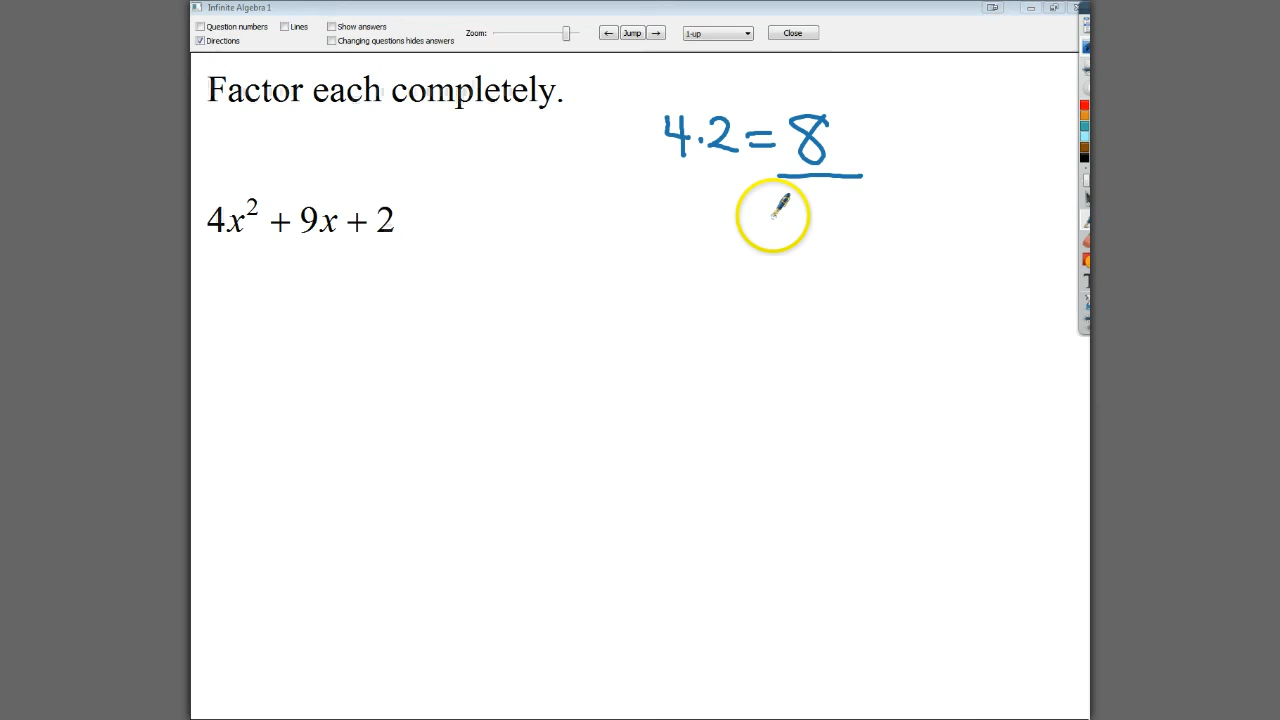 Infinite Algebra 1
Question numbers Lines Show answers
Directions Changing questions hides answers
Zoom: ← Jump → 1-up Close
Factor each completely.
4·2=8
4x² + 9x + 2